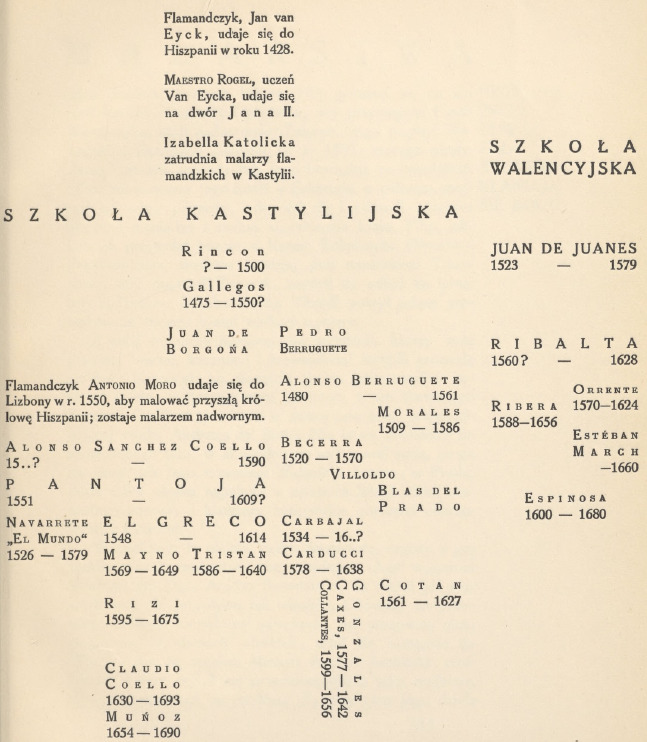 Flamandczyk, Jan van
Eyck, udaje się do
Hiszpanii w roku 1428.
MAESTRO ROGEL, uczeń
Van Eycka, udaje się
na dwór Jana II.
Izabella Katolicka
zatrudnia malarzy fla-
mandzkich w Kastylii.
SZKOŁA KASTYLIJSKA
Rincon
? — 1500
Gallegos
1475 — 1550?
JUAN DE
BORGOÑA
PEDRO
BERRUGUETE
Flamandczyk ANTONIO MORO udaje się do
Lizbony w r. 1550, aby malować przyszłą kró-
lowę Hiszpanii; zostaje malarzem nadwornym.
ALONSO BERRUGUETE
1480 — 1561
MORALES
1509 — 1586
ALONSO SANCHEZ COELLO
15..? — 1590
PANTOJA
1551 — 1609?
BECERRA
1520 — 1570
VILLOLDO
BLAS DEL
PRADO
NAVARRETE
„EL MUNDO“
1526 — 1579
EL GRECO
1548 — 1614
MAYNO
1569 — 1649
TRISTAN
1586 — 1640
CARBAJAL
1534 — 16..?
CARDUCCI
1578 — 1638
GONZALES
CAXES, 1577—1642
COLLANTES, 1599—1656
COTAN
1561 — 1627
RIZI
1595 — 1675
CLAUDIO
COELLO
1630 — 1693
MUÑOZ
1654 — 1690
SZKOŁA
WALENCYJSKA
JUAN DE JUANES
1523 — 1579
RIBALTA
1560? — 1628
RIBERA
1588—1656
ORRENTE
1570—1624
ESTÉBAN
MARCH
—1660
ESPINOSA
1600 — 1680